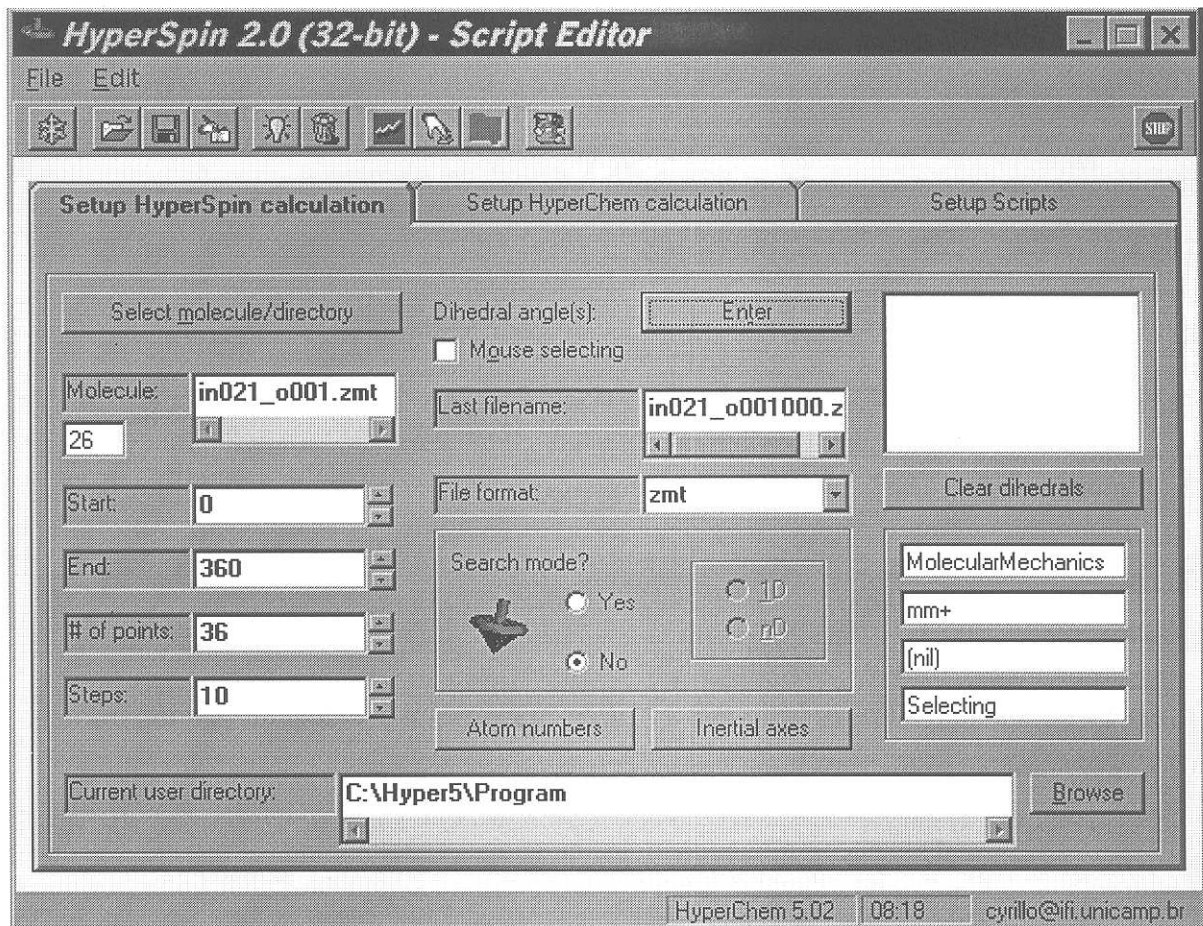 HyperSpin 2.0 (32-bit) - Script Editor
File Edit
STOP
Setup HyperSpin calculation Setup HyperChem calculation Setup Scripts
Select molecule/directory Dihedral angle(s): Enter
Mouse selecting
Molecule: in021_o001.zmt Last filename: in021_o001000.z
26
File format: zmt Clear dihedrals
Start: 0
Search mode? MolecularMechanics
End: 360 Yes 1D
mm+
# of points: 36 No nD
(nil)
Steps: 10 Selecting
Atom numbers Inertial axes
Current user directory: C:\Hyper5\Program Browse
HyperChem 5.02 08:18 cyrillo@ifi.unicamp.br